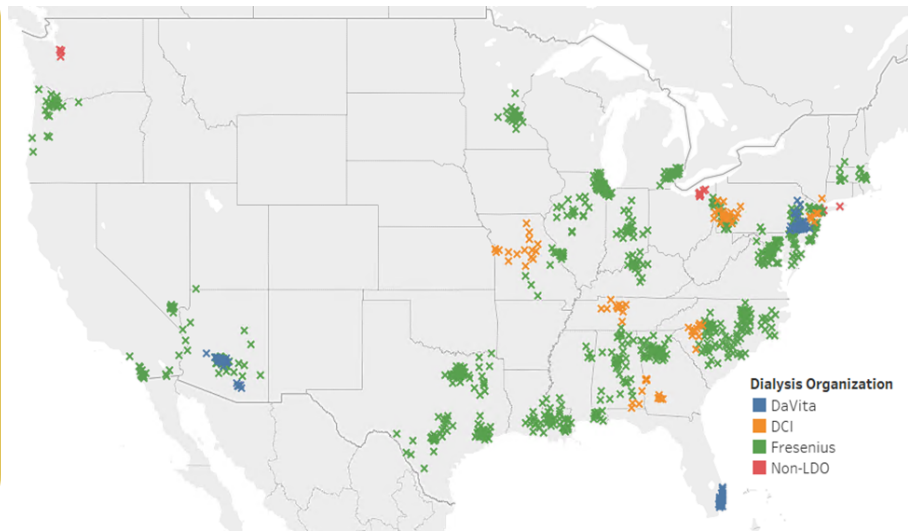 Dialysis Organization
DaVita
DCI
Fresenius
Non-LDO